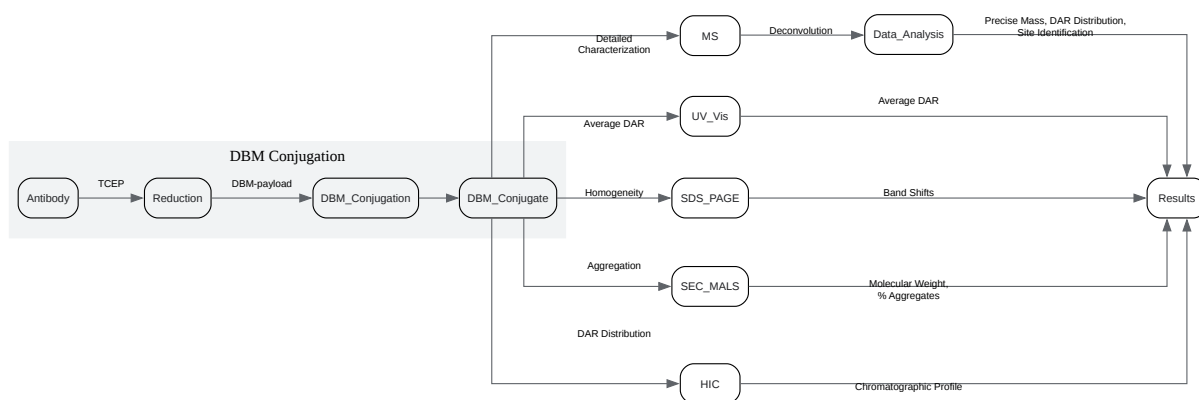 Precise Mass, DAR Distribution,
Site Identification
Detailed
Characterization
MS
Deconvolution
Data_Analysis
Average DAR
UV_Vis
Average DAR
DBM Conjugation
Antibody
TCEP
Reduction
DBM-payload
DBM_Conjugation
DBM_Conjugate
Homogeneity
SDS_PAGE
Band Shifts
Results
Aggregation
SEC_MALS
Molecular Weight,
% Aggregates
DAR Distribution
HIC
Chromatographic Profile